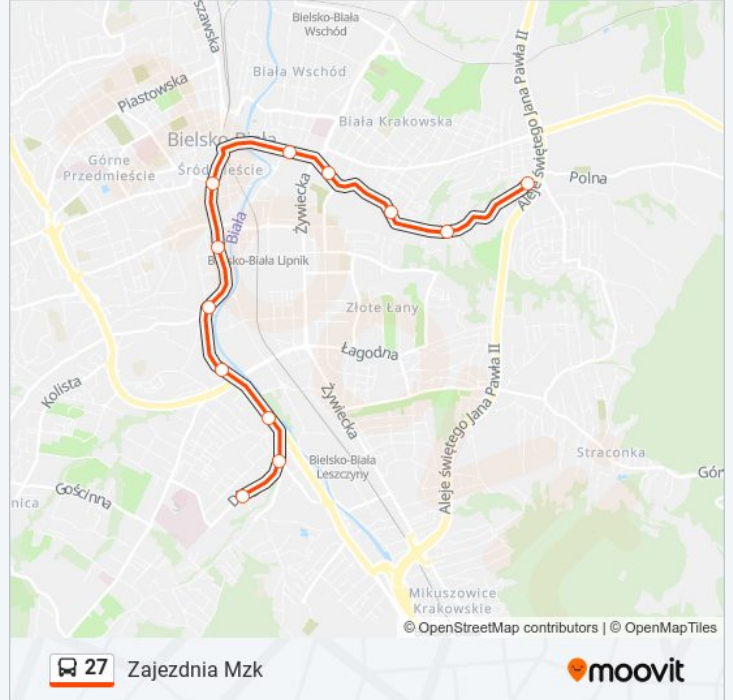 szawska
Bielsko-Biała
Wschód
Aleje świętego Jana Pawła II
Biała Wschód
Piastowska
Biała Krakowska
Bielsko-Biała
Górne
Przedmieście
Śródmieście
Polna
Żywiecka
Biała
Bielsko-Biała Lipnik
Złote Łany
Łagodna
Kolista
Żywiecka
Aleje świętego Jana Pawła II
Straconka
Bielsko-Biała
Leszczyny
Gór
Gościnna
nica
D
Mikuszowice
Krakowskie
© OpenStreetMap contributors | © OpenMapTiles
27 Zajezdnia Mzk
moovit